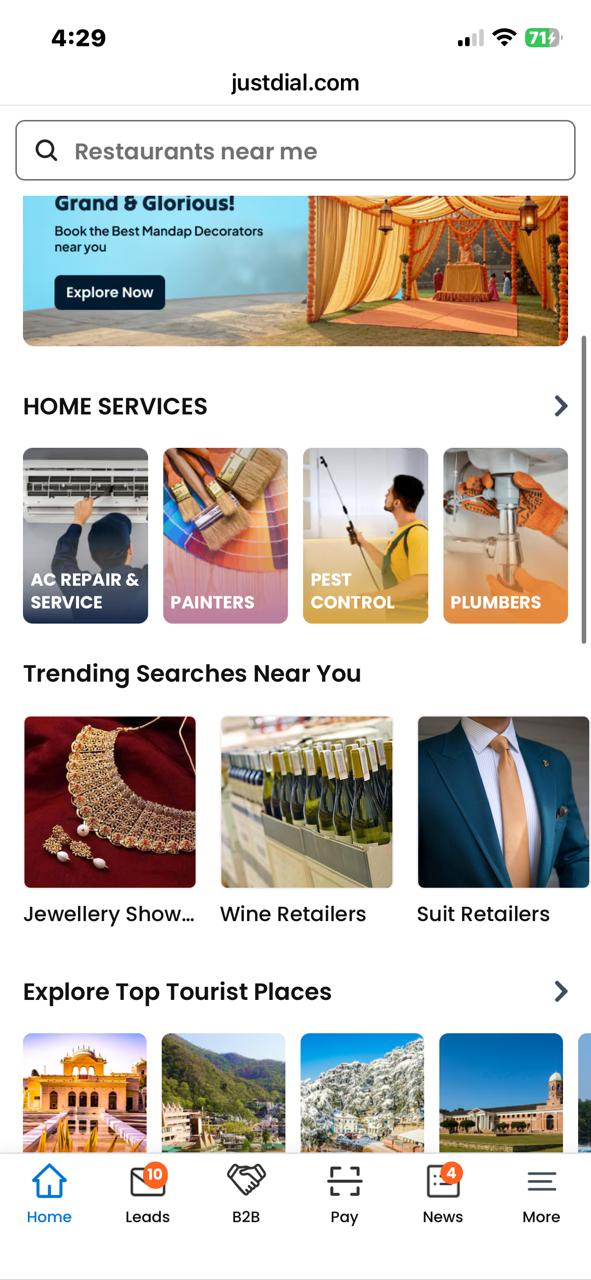 4:29
71
justdial.com
Restaurants near me
Grand & Glorious!
Book the Best Mandap Decorators
near you
Explore Now
HOME SERVICES
AC REPAIR &
SERVICE
PAINTERS
PEST
CONTROL
PLUMBERS
Trending Searches Near You
Jewellery Show...
Wine Retailers
Suit Retailers
Explore Top Tourist Places
10
4
Home
Leads
B2B
Pay
News
More